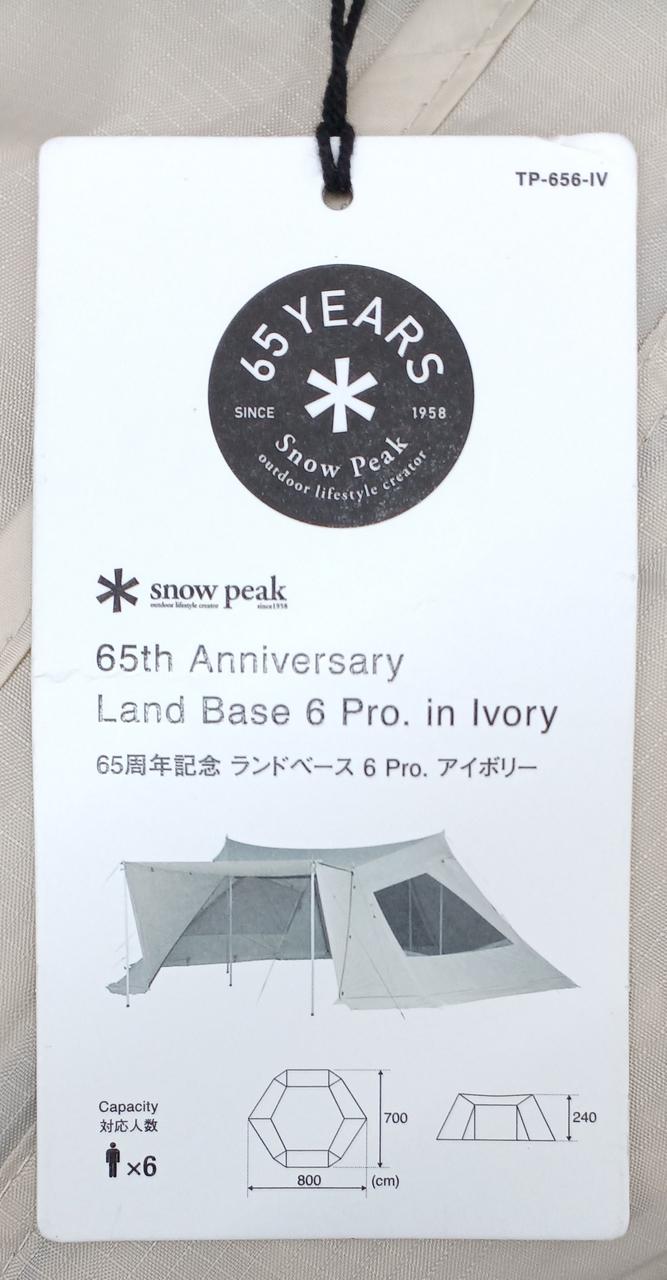 TP-656-IV
65 YEARS
SINCE 1958
Snow Peak
outdoor lifestyle creator
snow peak
outdoor lifestyle creator since1958
65th Anniversary
Land Base 6 Pro. in Ivory
65周年記念 ランドベース 6 Pro. アイボリー
Capacity
対応人数
×6
700
800 (cm)
240